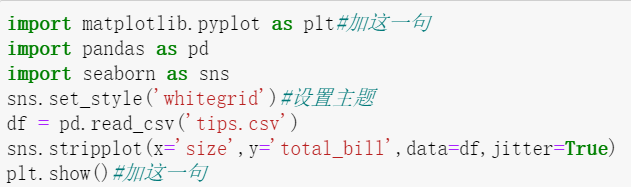 import matplotlib.pyplot as plt#加这一句
import pandas as pd
import seaborn as sns
sns.set_style('whitegrid')#设置主题
df = pd.read_csv('tips.csv')
sns.stripplot(x='size',y='total_bill',data=df,jitter=True)
plt.show()#加这一句